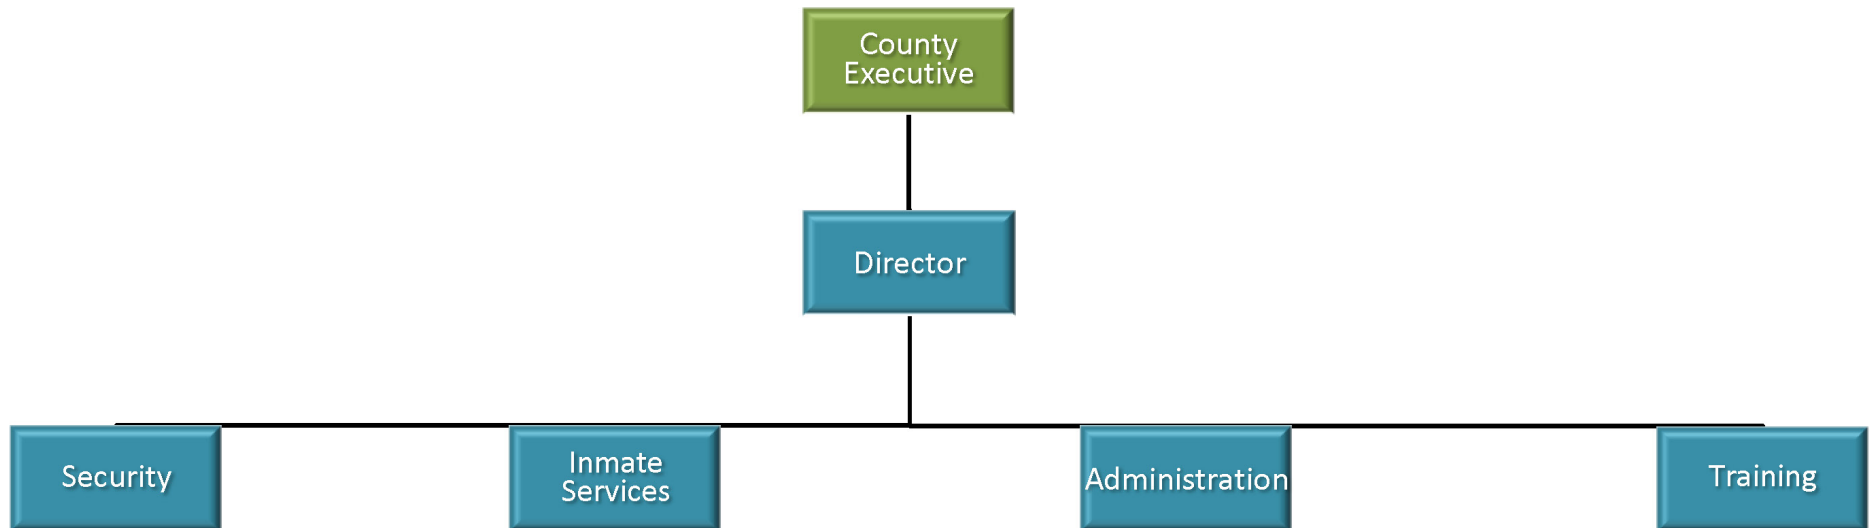 County
Executive
Director
Security
Inmate
Services
Administration
Training